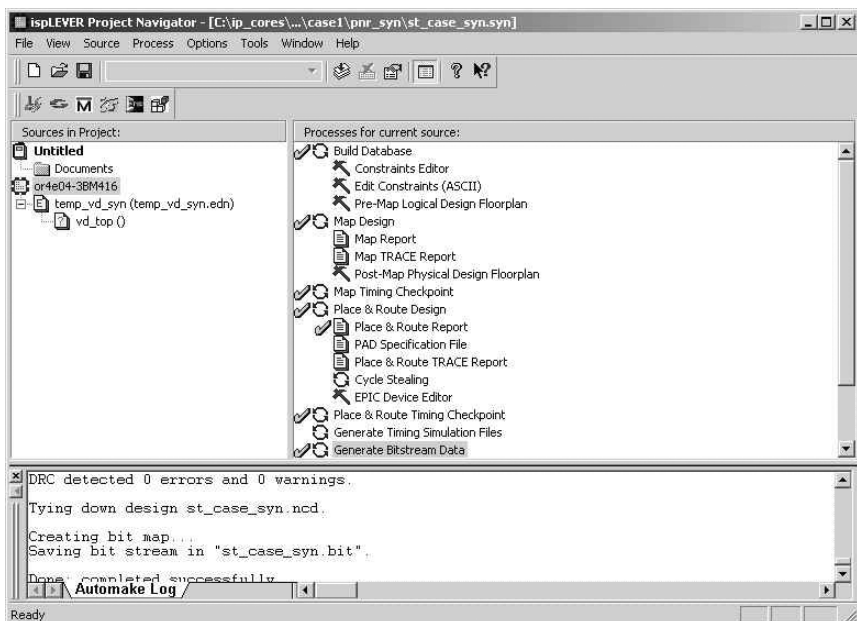 ispLEVER Project Navigator - [C:\ip_cores\...\case1\pnr_syn\st_case_syn.syn]
File View Source Process Options Tools Window Help
Sources in Project:
Untitled
Documents
or4e04-3BM416
temp_vd_syn (temp_vd_syn.edn)
vd_top ()
Processes for current source:
Build Database
Constraints Editor
Edit Constraints (ASCII)
Pre-Map Logical Design Floorplan
Map Design
Map Report
Map TRACE Report
Post-Map Physical Design Floorplan
Map Timing Checkpoint
Place & Route Design
Place & Route Report
PAD Specification File
Place & Route TRACE Report
Cycle Stealing
EPIC Device Editor
Place & Route Timing Checkpoint
Generate Timing Simulation Files
Generate Bitstream Data
DRC detected 0 errors and 0 warnings.
Tying down design st_case_syn.ncd.
Creating bit map...
Saving bit stream in "st_case_syn.bit".
Done: completed successfully
Automake Log
Ready